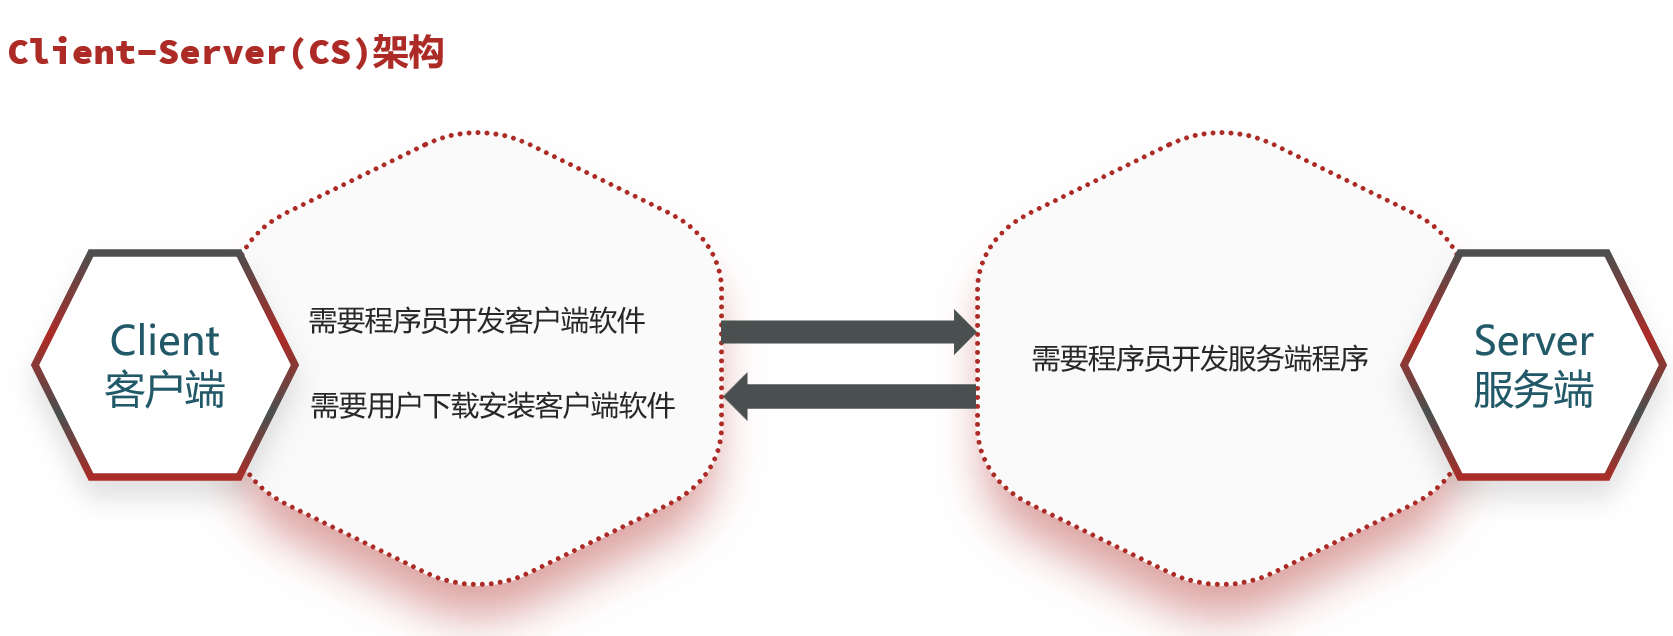 Client-Server(CS)架构
Client
客户端
需要程序员开发客户端软件
需要用户下载安装客户端软件
需要程序员开发服务端程序
Server
服务端